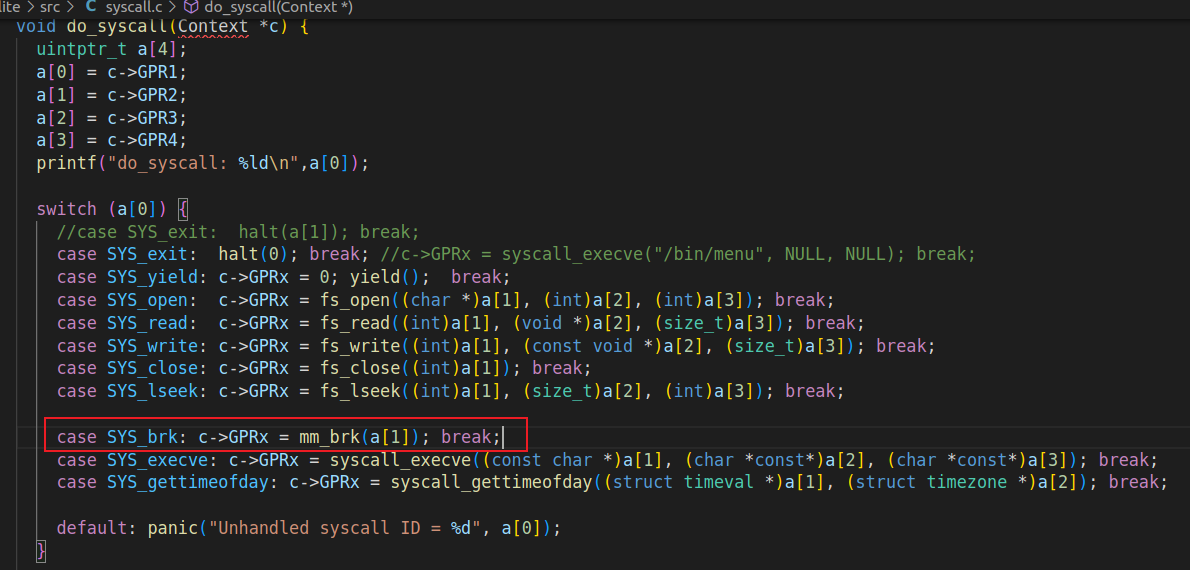 lite > src > C syscall.c > do_syscall(Context *)
void do_syscall(Context *c) {
  uintptr_t a[4];
  a[0] = c->GPR1;
  a[1] = c->GPR2;
  a[2] = c->GPR3;
  a[3] = c->GPR4;
  printf("do_syscall: %ld\n",a[0]);
  switch (a[0]) {
    //case SYS_exit:  halt(a[1]); break;
    case SYS_exit:  halt(0); break; //c->GPRx = syscall_execve("/bin/menu", NULL, NULL); break;
    case SYS_yield: c->GPRx = 0; yield();  break;
    case SYS_open:  c->GPRx = fs_open((char *)a[1], (int)a[2], (int)a[3]); break;
    case SYS_read:  c->GPRx = fs_read((int)a[1], (void *)a[2], (size_t)a[3]); break;
    case SYS_write: c->GPRx = fs_write((int)a[1], (const void *)a[2], (size_t)a[3]); break;
    case SYS_close: c->GPRx = fs_close((int)a[1]); break;
    case SYS_lseek: c->GPRx = fs_lseek((int)a[1], (size_t)a[2], (int)a[3]); break;
    case SYS_brk: c->GPRx = mm_brk(a[1]); break;
    case SYS_execve: c->GPRx = syscall_execve((const char *)a[1], (char *const*)a[2], (char *const*)a[3]); break;
    case SYS_gettimeofday: c->GPRx = syscall_gettimeofday((struct timeval *)a[1], (struct timezone *)a[2]); break;
    default: panic("Unhandled syscall ID = %d", a[0]);
  }